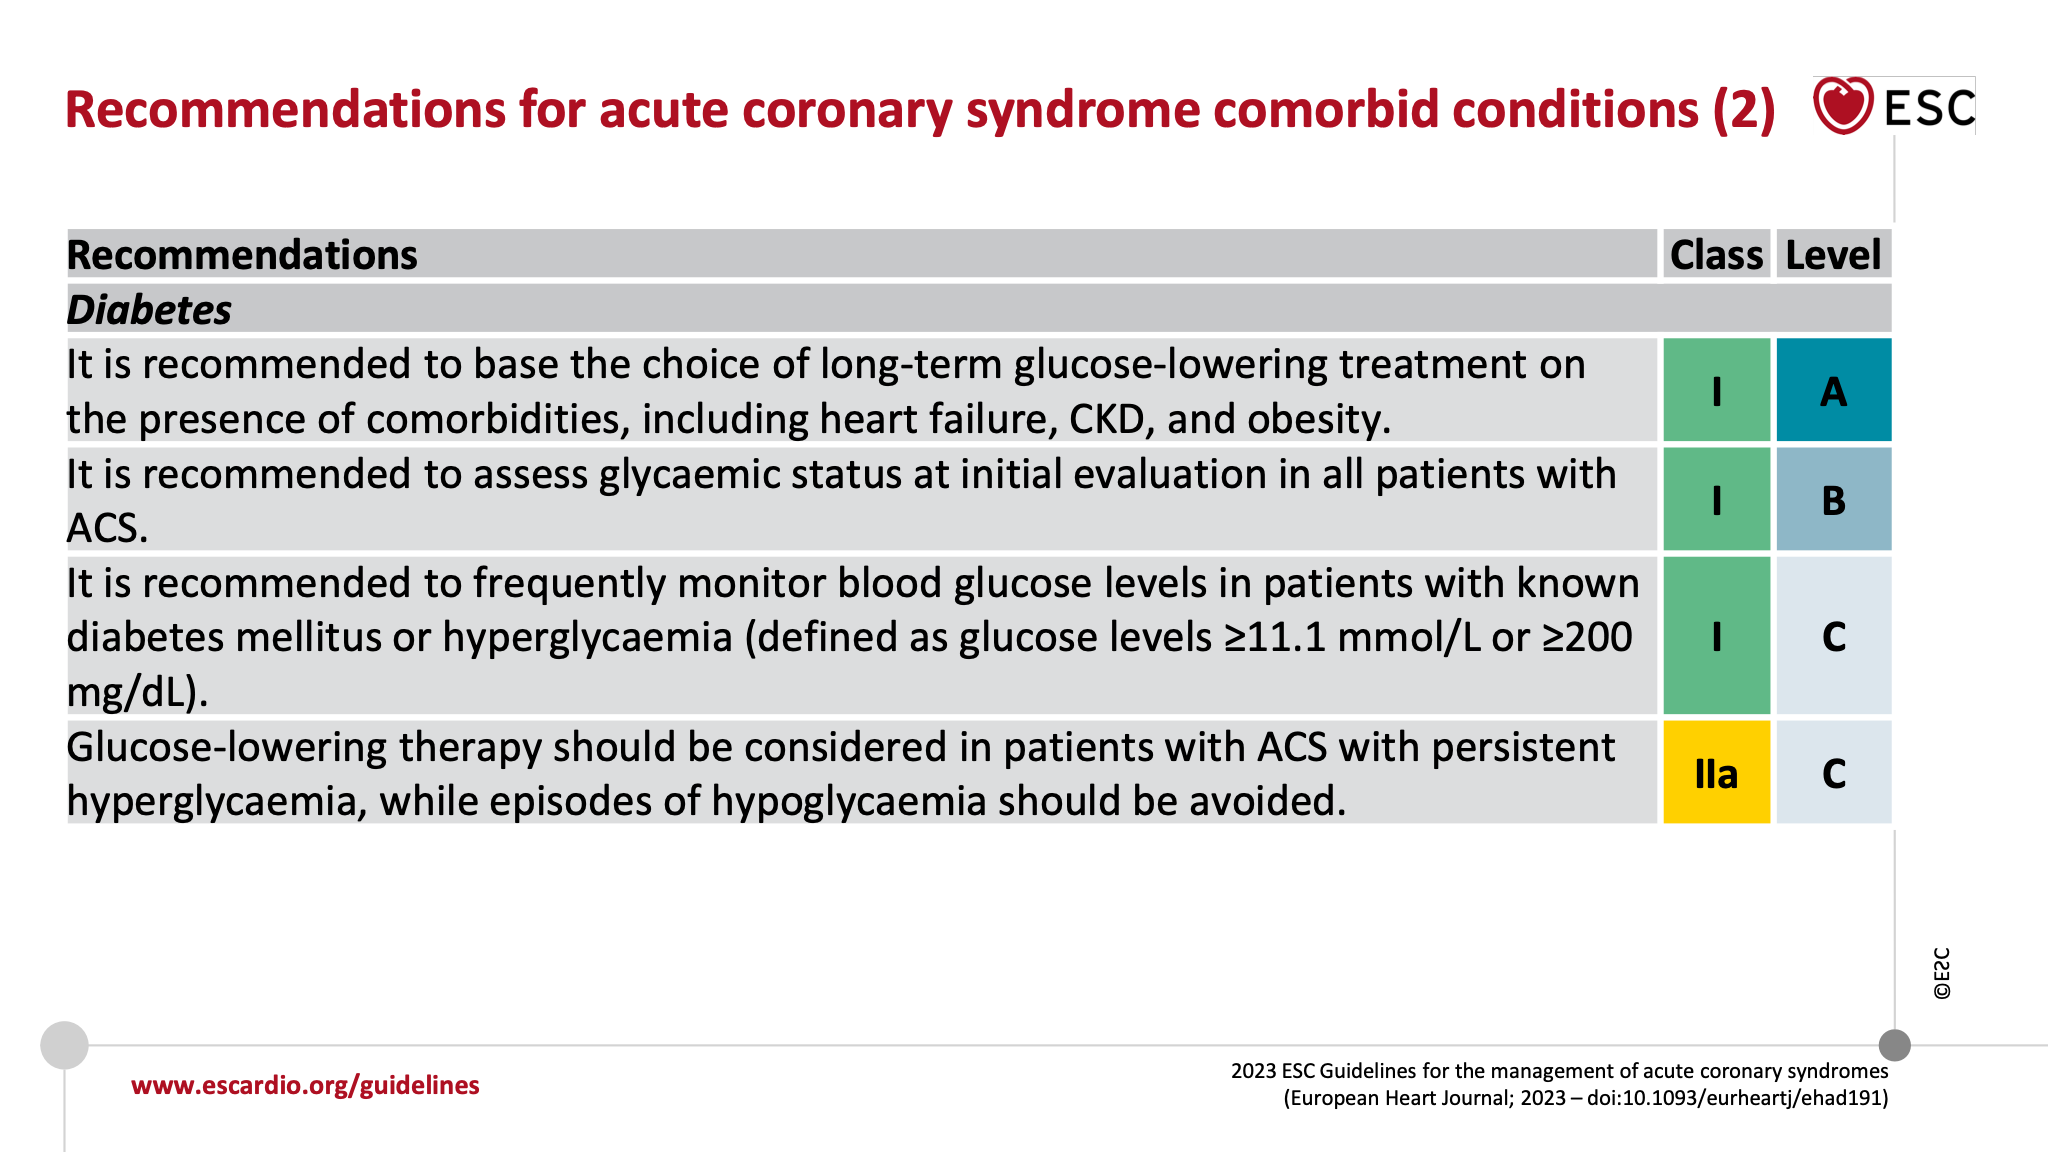 Recommendations for acute coronary syndrome comorbid conditions (2)
ESC
Recommendations Class Level
Diabetes
It is recommended to base the choice of long-term glucose-lowering treatment on
the presence of comorbidities, including heart failure, CKD, and obesity.
I A
It is recommended to assess glycaemic status at initial evaluation in all patients with
ACS.
I B
It is recommended to frequently monitor blood glucose levels in patients with known
diabetes mellitus or hyperglycaemia (defined as glucose levels ≥11.1 mmol/L or ≥200
mg/dL).
I C
Glucose-lowering therapy should be considered in patients with ACS with persistent
hyperglycaemia, while episodes of hypoglycaemia should be avoided.
IIa C
©ESC
www.escardio.org/guidelines
2023 ESC Guidelines for the management of acute coronary syndromes
(European Heart Journal; 2023 – doi:10.1093/eurheartj/ehad191)